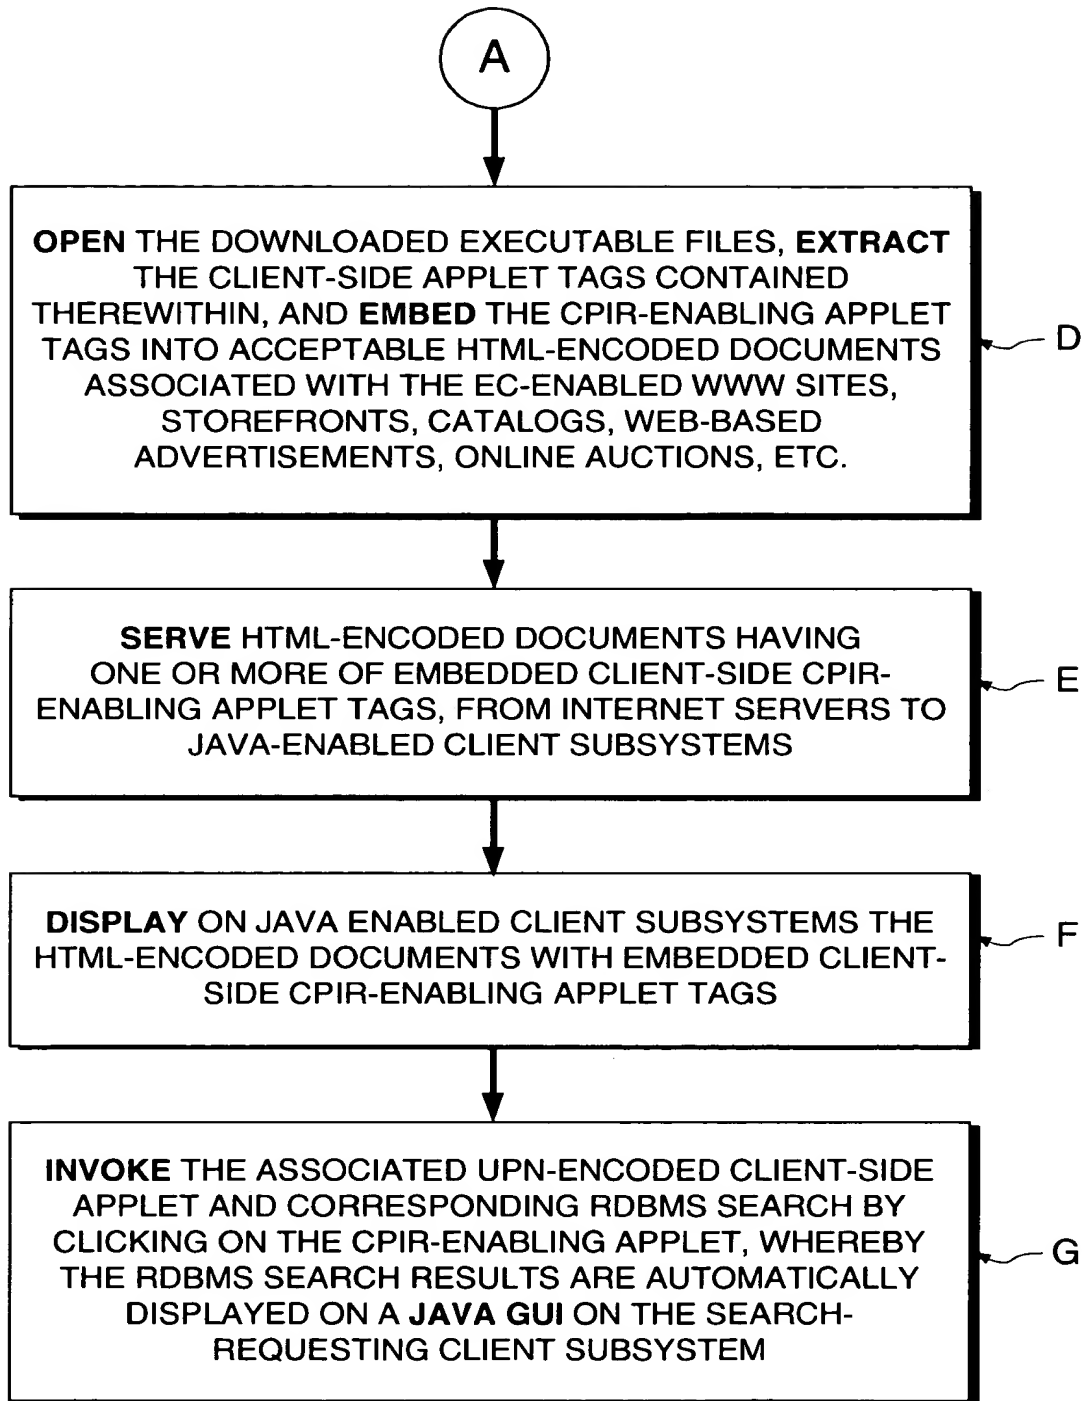 A
OPEN THE DOWNLOADED EXECUTABLE FILES, EXTRACT
THE CLIENT-SIDE APPLET TAGS CONTAINED
THEREWITHIN, AND EMBED THE CPIR-ENABLING APPLET
TAGS INTO ACCEPTABLE HTML-ENCODED DOCUMENTS
ASSOCIATED WITH THE EC-ENABLED WWW SITES,
STOREFRONTS, CATALOGS, WEB-BASED
ADVERTISEMENTS, ONLINE AUCTIONS, ETC.
D
SERVE HTML-ENCODED DOCUMENTS HAVING
ONE OR MORE OF EMBEDDED CLIENT-SIDE CPIR-
ENABLING APPLET TAGS, FROM INTERNET SERVERS TO
JAVA-ENABLED CLIENT SUBSYSTEMS
E
DISPLAY ON JAVA ENABLED CLIENT SUBSYSTEMS THE
HTML-ENCODED DOCUMENTS WITH EMBEDDED CLIENT-
SIDE CPIR-ENABLING APPLET TAGS
F
INVOKE THE ASSOCIATED UPN-ENCODED CLIENT-SIDE
APPLET AND CORRESPONDING RDBMS SEARCH BY
CLICKING ON THE CPIR-ENABLING APPLET, WHEREBY
THE RDBMS SEARCH RESULTS ARE AUTOMATICALLY
DISPLAYED ON A JAVA GUI ON THE SEARCH-
REQUESTING CLIENT SUBSYSTEM
G